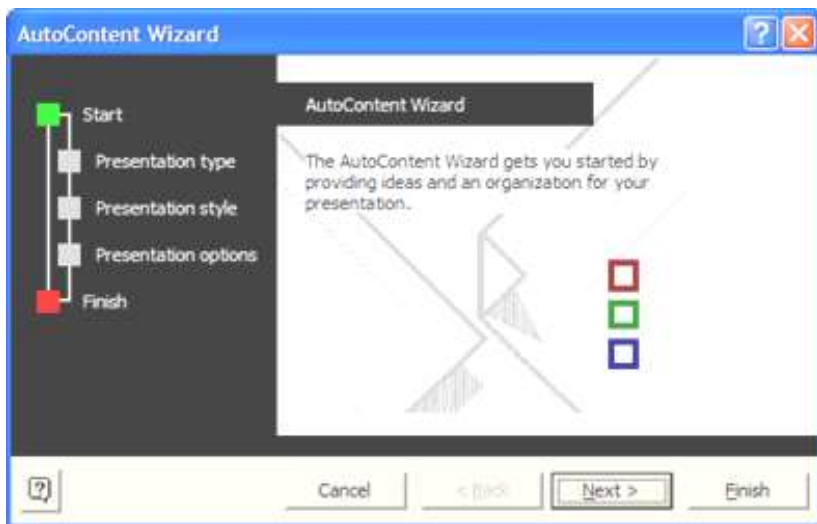 AutoContent Wizard
Start
Presentation type
Presentation style
Presentation options
Finish
AutoContent Wizard
The AutoContent Wizard gets you started by
providing ideas and an organization for your
presentation.
Cancel
< Back
Next >
Finish